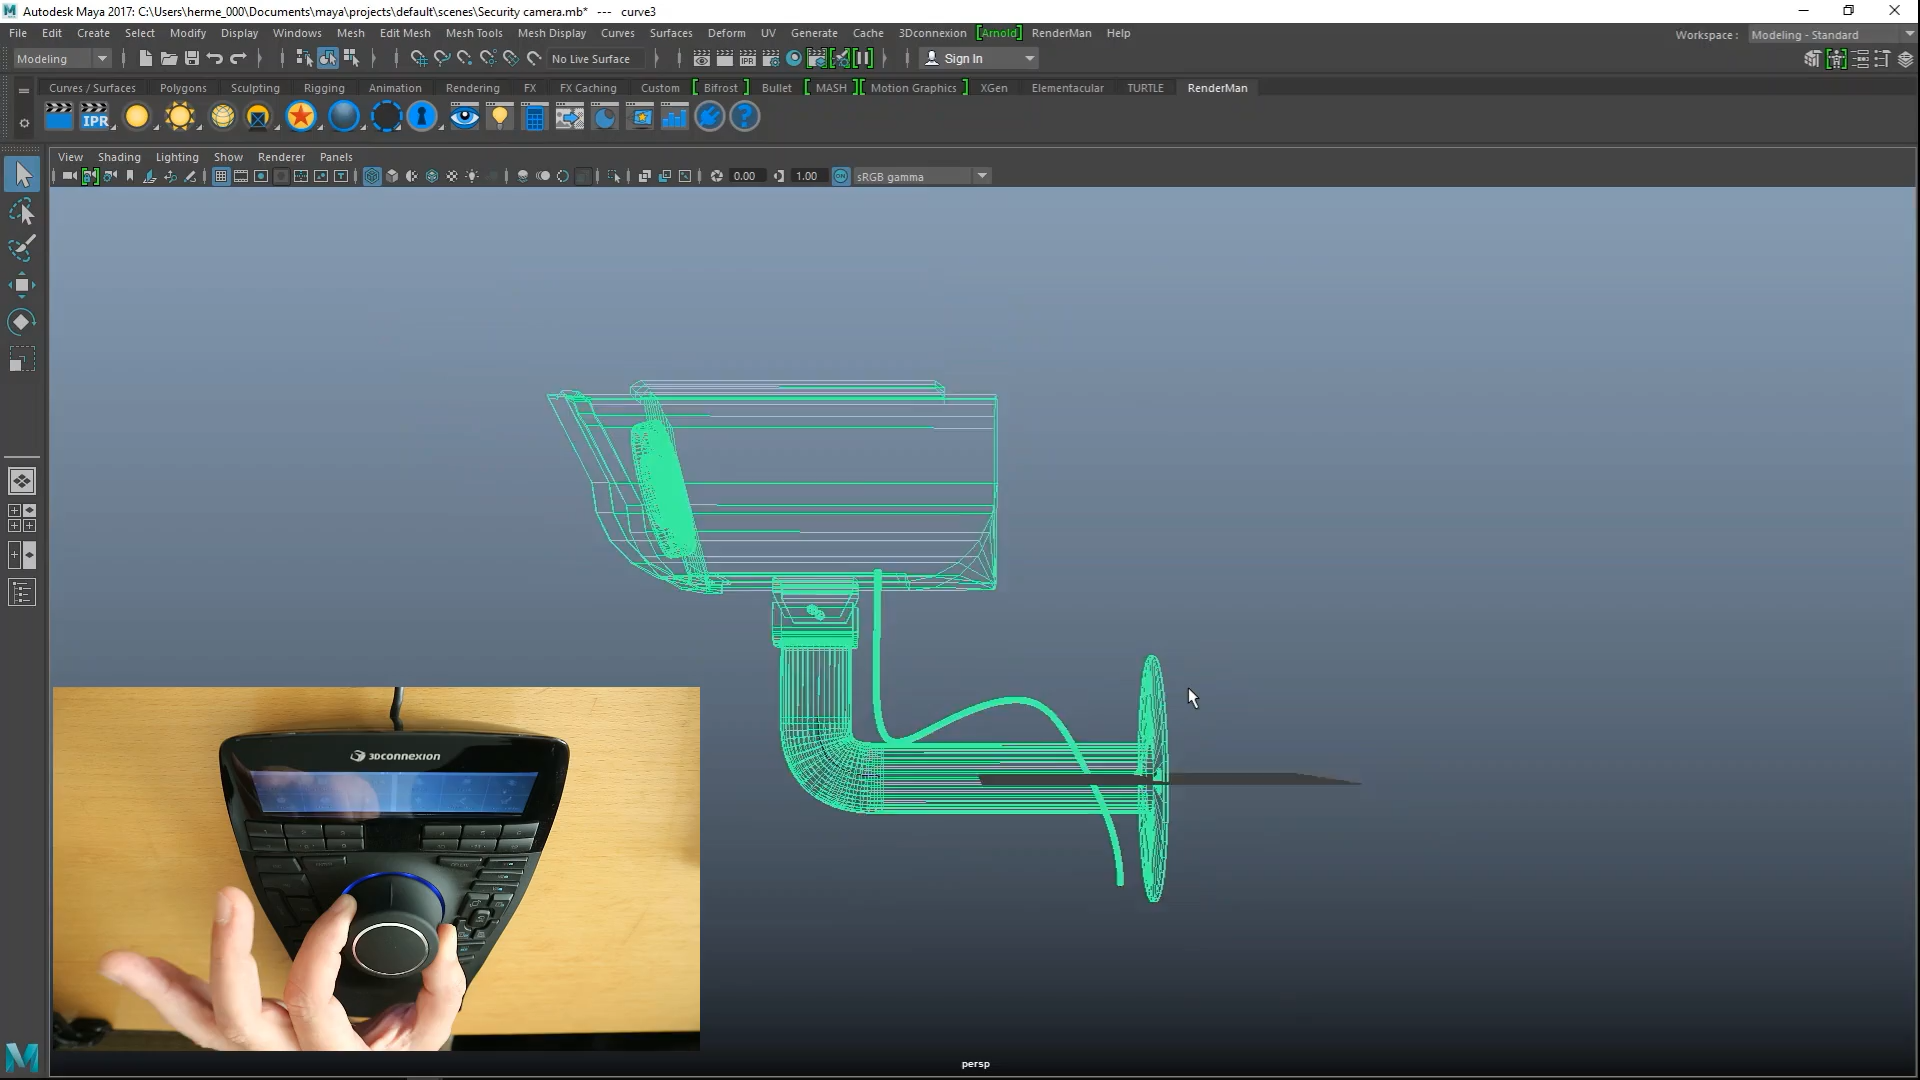 Autodesk Maya 2017: C:\Users\herme_000\Documents\maya\projects\default\scenes\Security camera.mb* --- curve3
File Edit Create Select Modify Display Windows Mesh Edit Mesh Mesh Tools Mesh Display Curves Surfaces Deform UV Generate Cache 3Dconnexion [Arnold] RenderMan Help
Workspace : Modeling - Standard
Modeling No Live Surface IPR Sign In
Curves / Surfaces Polygons Sculpting Rigging Animation Rendering FX FX Caching Custom [ Bifrost ] Bullet [ MASH ] [ Motion Graphics ] XGen Elementacular TURTLE RenderMan
IPR
View Shading Lighting Show Renderer Panels
0.00 1.00 ON sRGB gamma
3DCONNEXION
persp